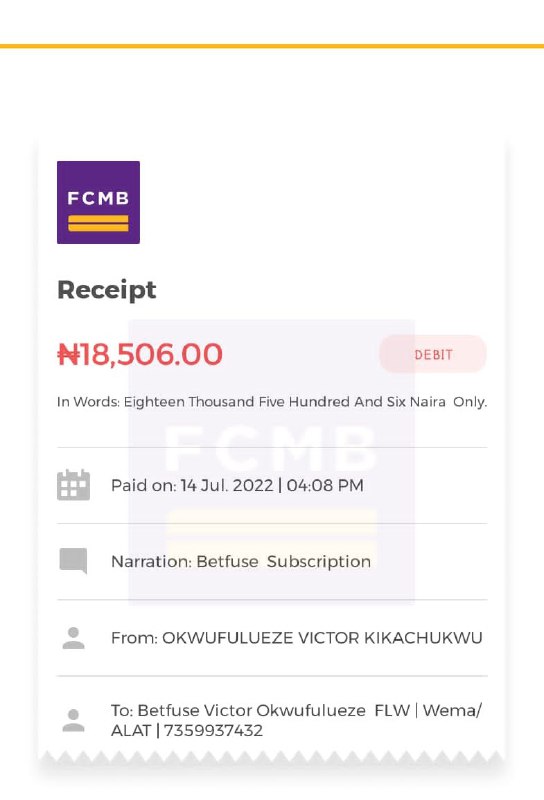 FCMB
Receipt
₦18,506.00
DEBIT
In Words: Eighteen Thousand Five Hundred And Six Naira Only.
FCMB
Paid on: 14 Jul. 2022 | 04:08 PM
Narration: Betfuse Subscription
From: OKWUFULUEZE VICTOR KIKACHUKWU
To: Betfuse Victor Okwufulueze FLW | Wema/
ALAT | 7359937432